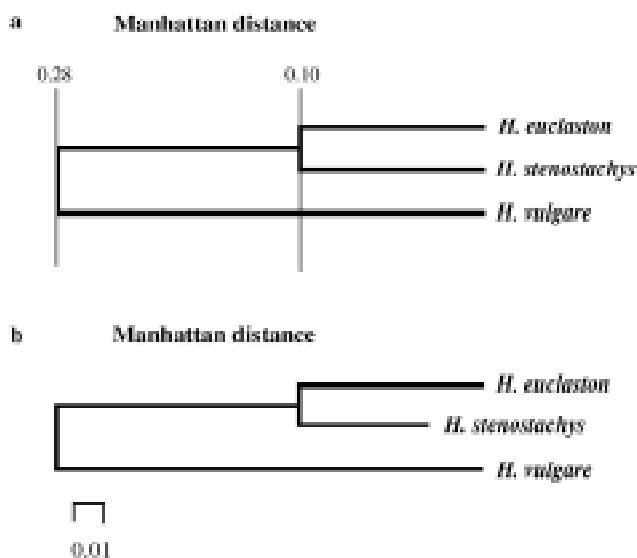 a Manhattan distance
0.28 0.10
H. euclaston
H. stenostachys
H. vulgare
b Manhattan distance
H. euclaston
H. stenostachys
H. vulgare
0.01